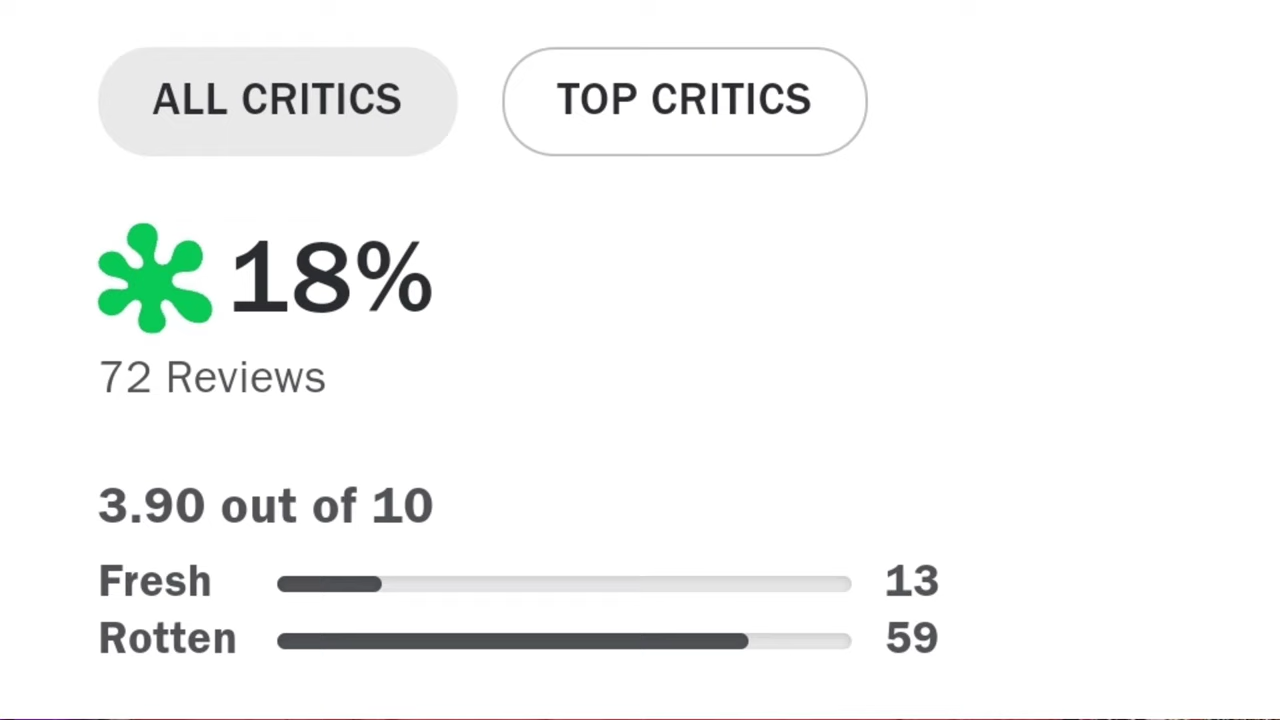 ALL CRITICS TOP CRITICS
18%
72 Reviews
3.90 out of 10
Fresh 13
Rotten 59